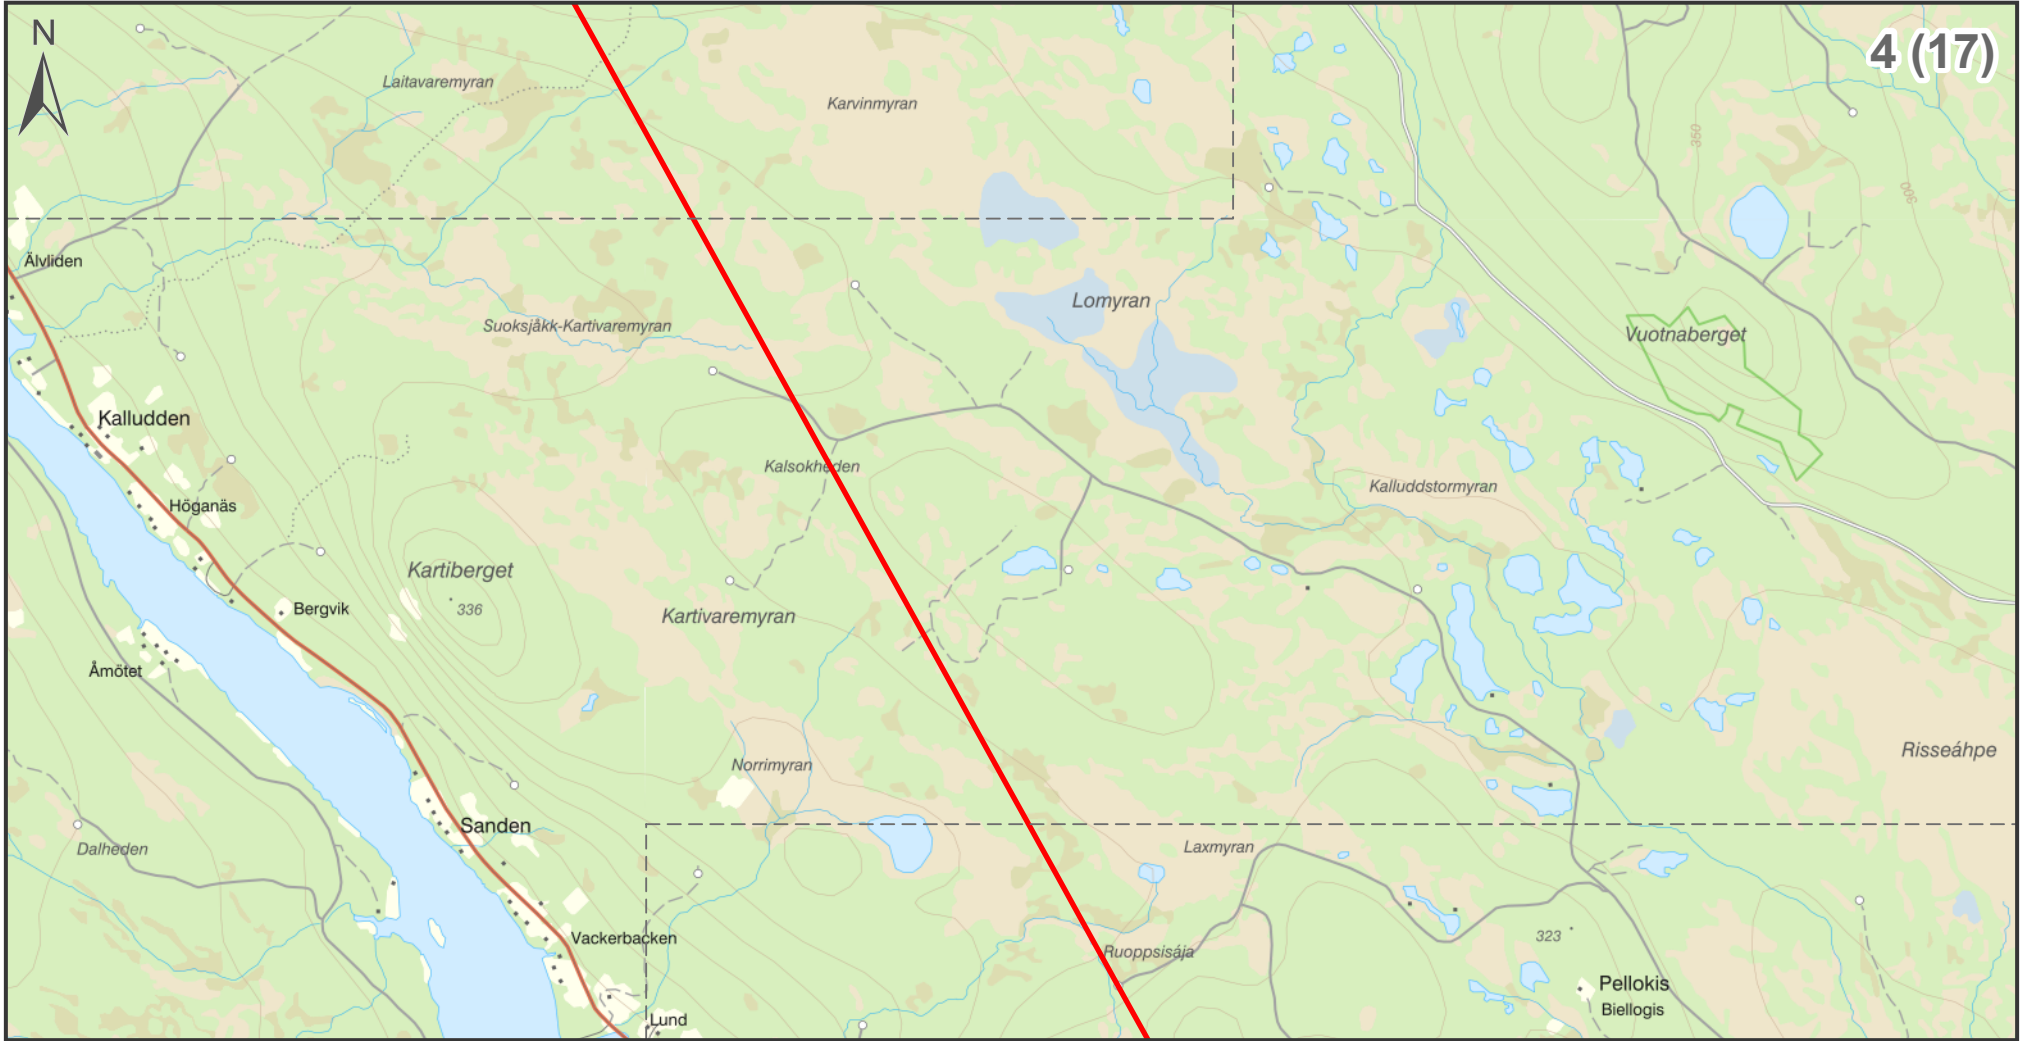 N
4 (17)
Laitavaremyran
Karvinmyran
350
300
Älvliden
Lomyran
Suoksjåkk-Kartivaremyran
Vuotnaberget
Kalludden
Kalsokheden
Kalluddstormyran
Höganäs
Kartiberget
336
Bergvik
Kartivaremyran
Åmötet
Risseáhpe
Norrimyran
Sanden
Dalheden
Laxmyran
Vackerbacken
323
Ruoppsisája
Pellokis
Biellogis
Lund